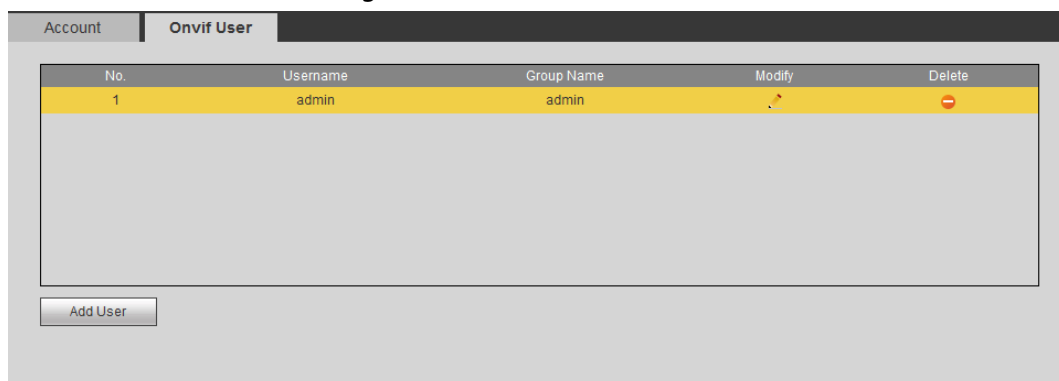 Account Onvif User
No. Username Group Name Modify Delete
1 admin admin
Add User